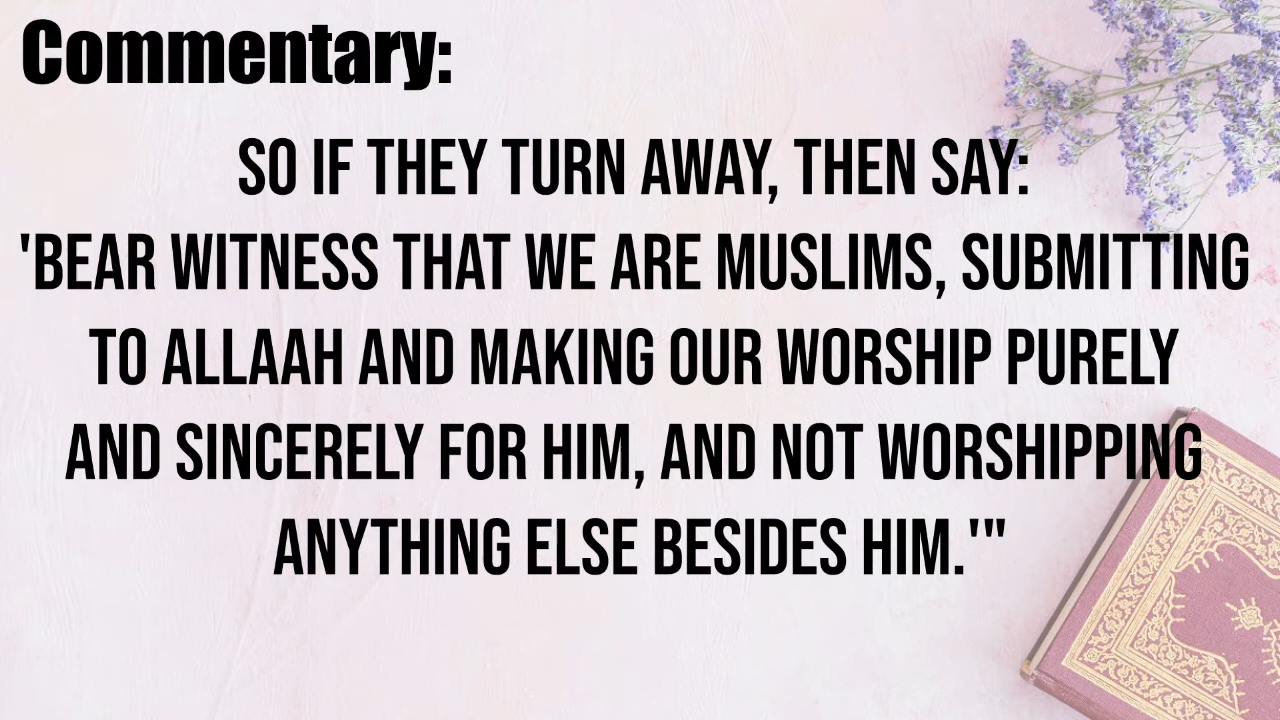 Commentary:
SO IF THEY TURN AWAY, THEN SAY:
'BEAR WITNESS THAT WE ARE MUSLIMS, SUBMITTING
TO ALLAAH AND MAKING OUR WORSHIP PURELY
AND SINCERELY FOR HIM, AND NOT WORSHIPPING
ANYTHING ELSE BESIDES HIM.'"